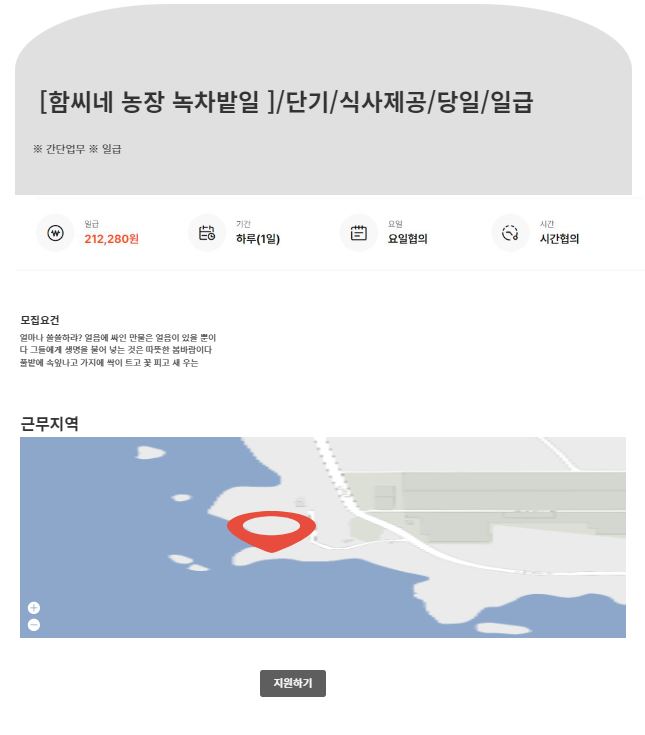 [함씨네 농장 녹차밭일 ]/단기/식사제공/당일/일급
※ 간단업무 ※ 일급
일급
212,280원
기간
하루(1일)
요일
요일협의
시간
시간협의
모집요건
얼마나 쓸쓸하랴? 얼음에 싸인 만물은 얼음이 있을 뿐이
다 그들에게 생명을 불어 넣는 것은 따뜻한 봄바람이다
풀밭에 속잎나고 가지에 싹이 트고 꽃 피고 새 우는
근무지역
지원하기